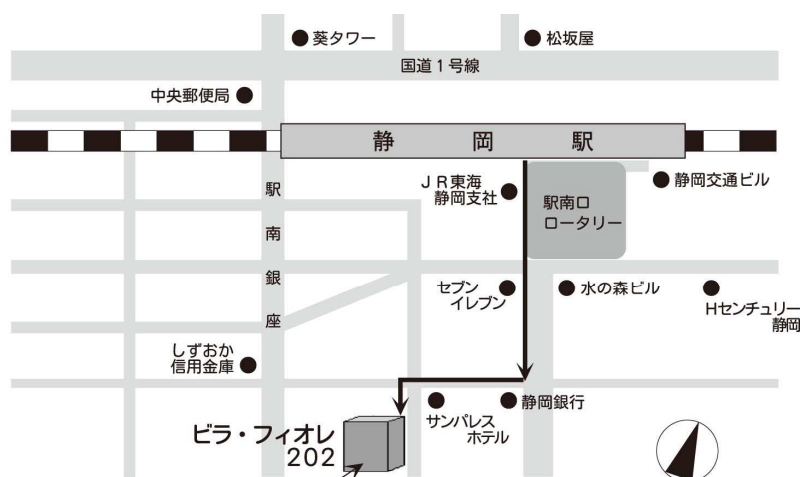 葵タワー
松坂屋
国道1号線
中央郵便局
静岡駅
JR東海
静岡支社
静岡交通ビル
駅南口
ロータリー
駅南銀座
セブン
イレブン
水の森ビル
Hセンチュリー
静岡
しずおか
信用金庫
静岡銀行
サンパレス
ホテル
ビラ・フィオレ
202